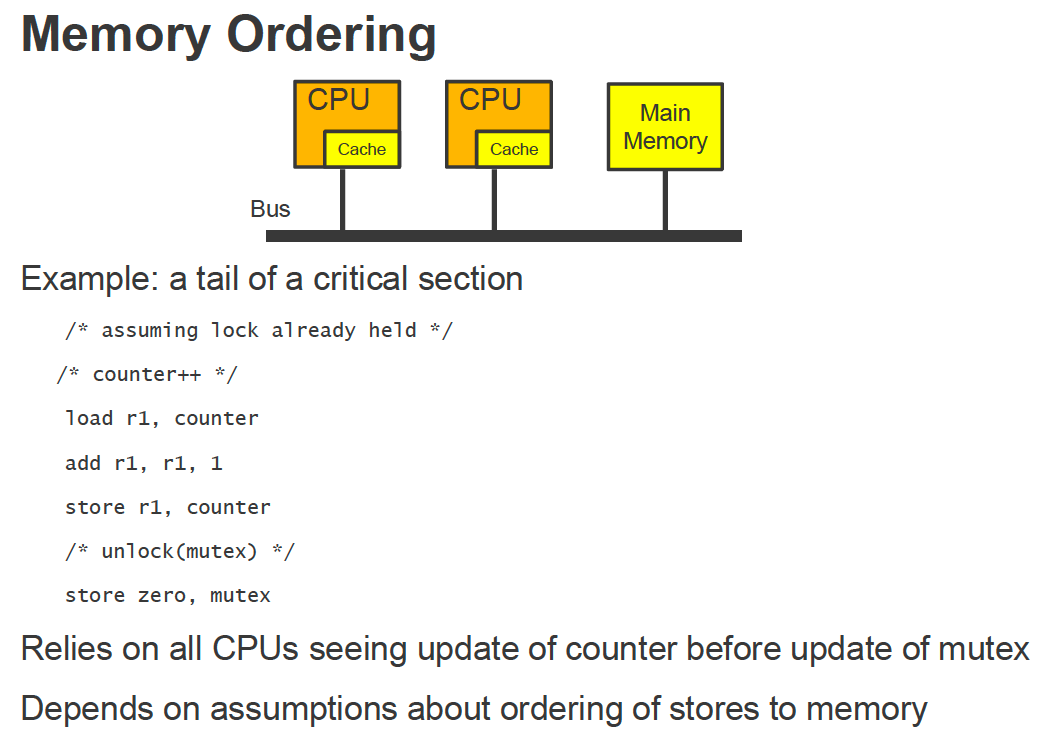 Memory Ordering
CPU
CPU
Main
Memory
Cache
Cache
Bus
Example: a tail of a critical section
/* assuming lock already held */
/* counter++ */
load r1, counter
add r1, r1, 1
store r1, counter
/* unlock(mutex) */
store zero, mutex
Relies on all CPUs seeing update of counter before update of mutex
Depends on assumptions about ordering of stores to memory